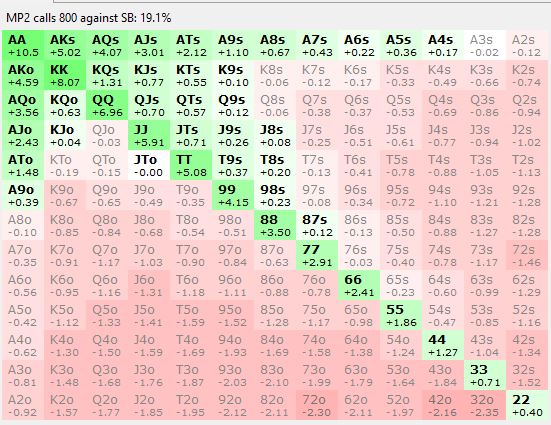 MP2 calls 800 against SB: 19.1%
AA AKs AQs AJs ATs A9s A8s A7s A6s A5s A4s A3s A2s
+10.5 +5.02 +4.07 +3.01 +2.12 +1.10 +0.67 +0.43 +0.22 +0.36 +0.17 -0.02 -0.12
AKo KK KQs KJs KTs K9s K8s K7s K6s K5s K4s K3s K2s
+4.59 +8.07 +1.31 +0.77 +0.55 +0.10 -0.06 -0.12 -0.17 -0.33 -0.49 -0.66 -0.74
AQo KQo QQ QJs QTs Q9s Q8s Q7s Q6s Q5s Q4s Q3s Q2s
+3.56 +0.63 +6.96 +0.70 +0.57 +0.12 -0.06 -0.38 -0.37 -0.53 -0.69 -0.86 -0.94
AJo KJo QJo JJ JTs J9s J8s J7s J6s J5s J4s J3s J2s
+2.43 +0.04 -0.03 +5.91 +0.71 +0.26 +0.08 -0.25 -0.51 -0.61 -0.77 -0.94 -1.02
ATo KTo QTo JTo TT T9s T8s T7s T6s T5s T4s T3s T2s
+1.48 -0.19 -0.15 -0.00 +5.08 +0.37 +0.20 -0.13 -0.41 -0.78 -0.88 -1.05 -1.13
A9o K9o Q9o J9o T9o 99 98s 97s 96s 95s 94s 93s 92s
+0.39 -0.67 -0.65 -0.49 -0.35 +4.15 +0.23 -0.08 -0.34 -0.72 -1.10 -1.21 -1.28
A8o K8o Q8o J8o T8o 98o 88 87s 86s 85s 84s 83s 82s
-0.10 -0.85 -0.84 -0.68 -0.54 -0.51 +3.50 +0.12 -0.13 -0.50 -0.88 -1.27 -1.28
A7o K7o Q7o J7o T7o 97o 87o 77 76s 75s 74s 73s 72s
-0.35 -0.91 -1.17 -1.03 -0.90 -0.84 -0.63 +2.91 -0.03 -0.40 -0.78 -1.17 -1.46
A6o K6o Q6o J6o T6o 96o 86o 76o 66 65s 64s 63s 62s
-0.56 -0.95 -1.16 -1.31 -1.18 -1.11 -0.86 -0.78 +2.41 -0.23 -0.60 -0.99 -1.29
A5o K5o Q5o J5o T5o 95o 85o 75o 65o 55 54s 53s 52s
-0.42 -1.12 -1.33 -1.41 -1.59 -1.52 -1.28 -1.17 -0.98 +1.86 -0.47 -0.85 -1.16
A4o K4o Q4o J4o T4o 94o 84o 74o 64o 54o 44 43s 42s
-0.62 -1.30 -1.50 -1.59 -1.69 -1.93 -1.69 -1.58 -1.38 -1.24 +1.27 -1.04 -1.34
A3o K3o Q3o J3o T3o 93o 83o 73o 63o 53o 43o 33 32s
-0.81 -1.48 -1.68 -1.76 -1.87 -2.03 -2.10 -1.99 -1.79 -1.64 -1.84 +0.71 -1.52
A2o K2o Q2o J2o T2o 92o 82o 72o 62o 52o 42o 32o 22
-0.92 -1.57 -1.77 -1.85 -1.95 -2.12 -2.11 -2.30 -2.11 -1.97 -2.16 -2.35 +0.40